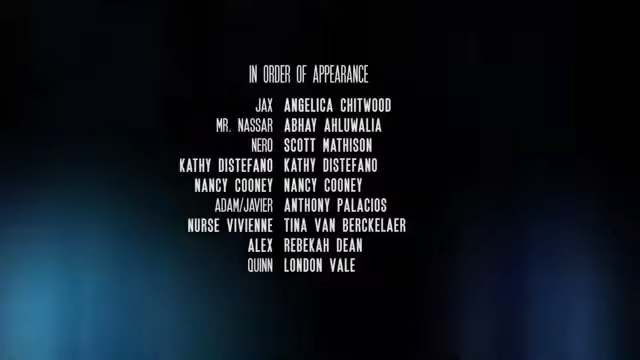 IN ORDER OF APPEARANCE
JAX ANGELICA CHITWOOD
MR. NASSAR ABHAY AHLUWALIA
NERO SCOTT MATHISON
KATHY DISTEFANO KATHY DISTEFANO
NANCY COONEY NANCY COONEY
ADAM/JAVIER ANTHONY PALACIOS
NURSE VIVIENNE TINA VAN BERCKELAER
ALEX REBEKAH DEAN
QUINN LONDON VALE